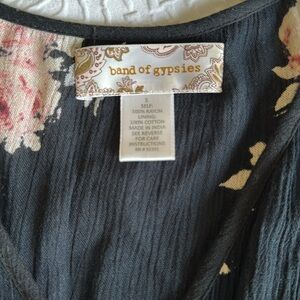 band of gypsies
S
SELF:
100% RAYON
LINING:
100% COTTON
MADE IN INDIA
SEE REVERSE
FOR CARE
INSTRUCTIONS